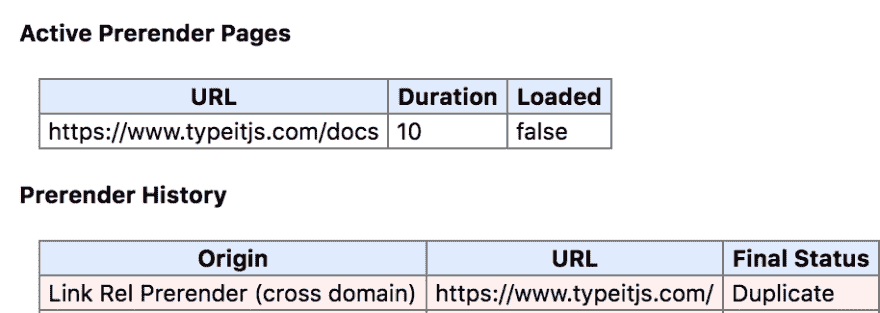 Active Prerender Pages
URL Duration Loaded
https://www.typeitjs.com/docs 10 false
Prerender History
Origin URL Final Status
Link Rel Prerender (cross domain) https://www.typeitjs.com/ Duplicate